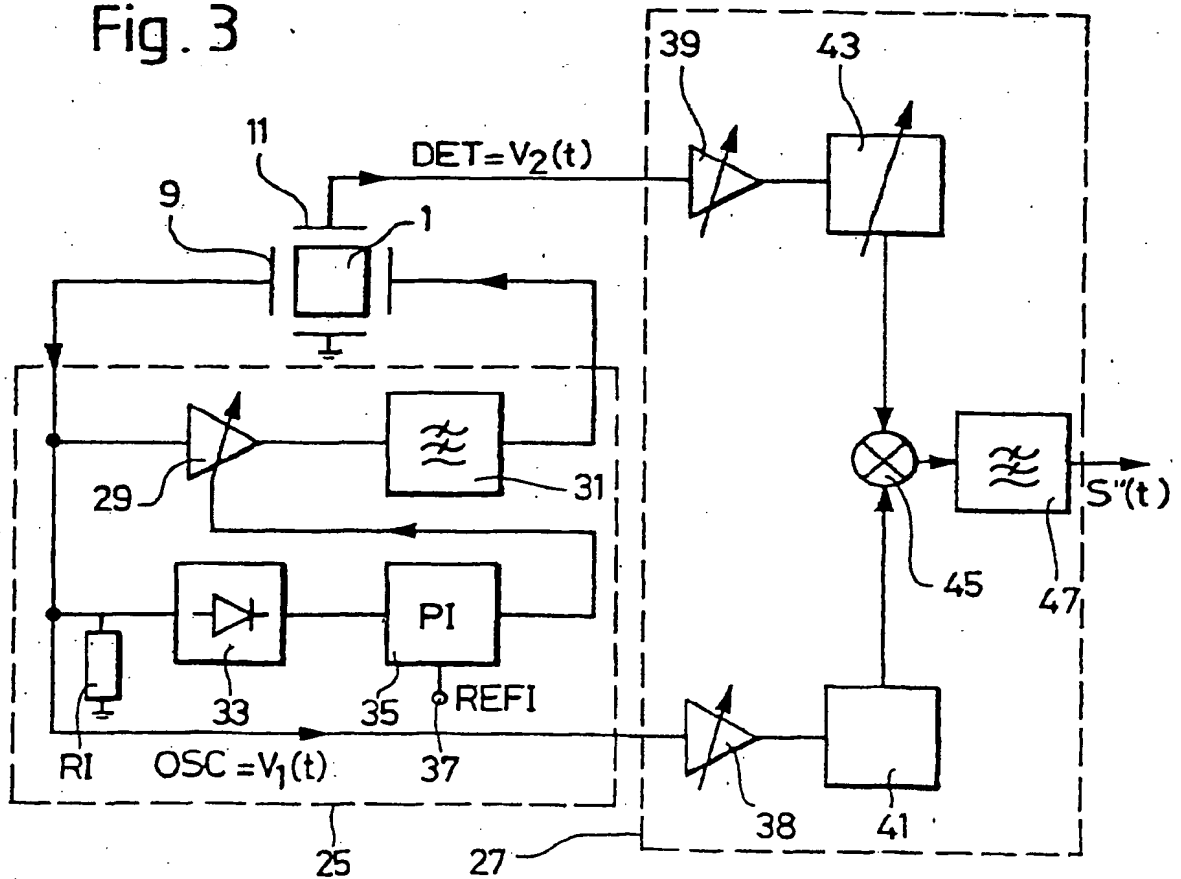 Fig. 3
39
43
11
DET=V₂(t)
9
1
29
31
S"(t)
45
47
PI
33
35
REFI
RI
OSC=V₁(t)
37
38
41
25
27